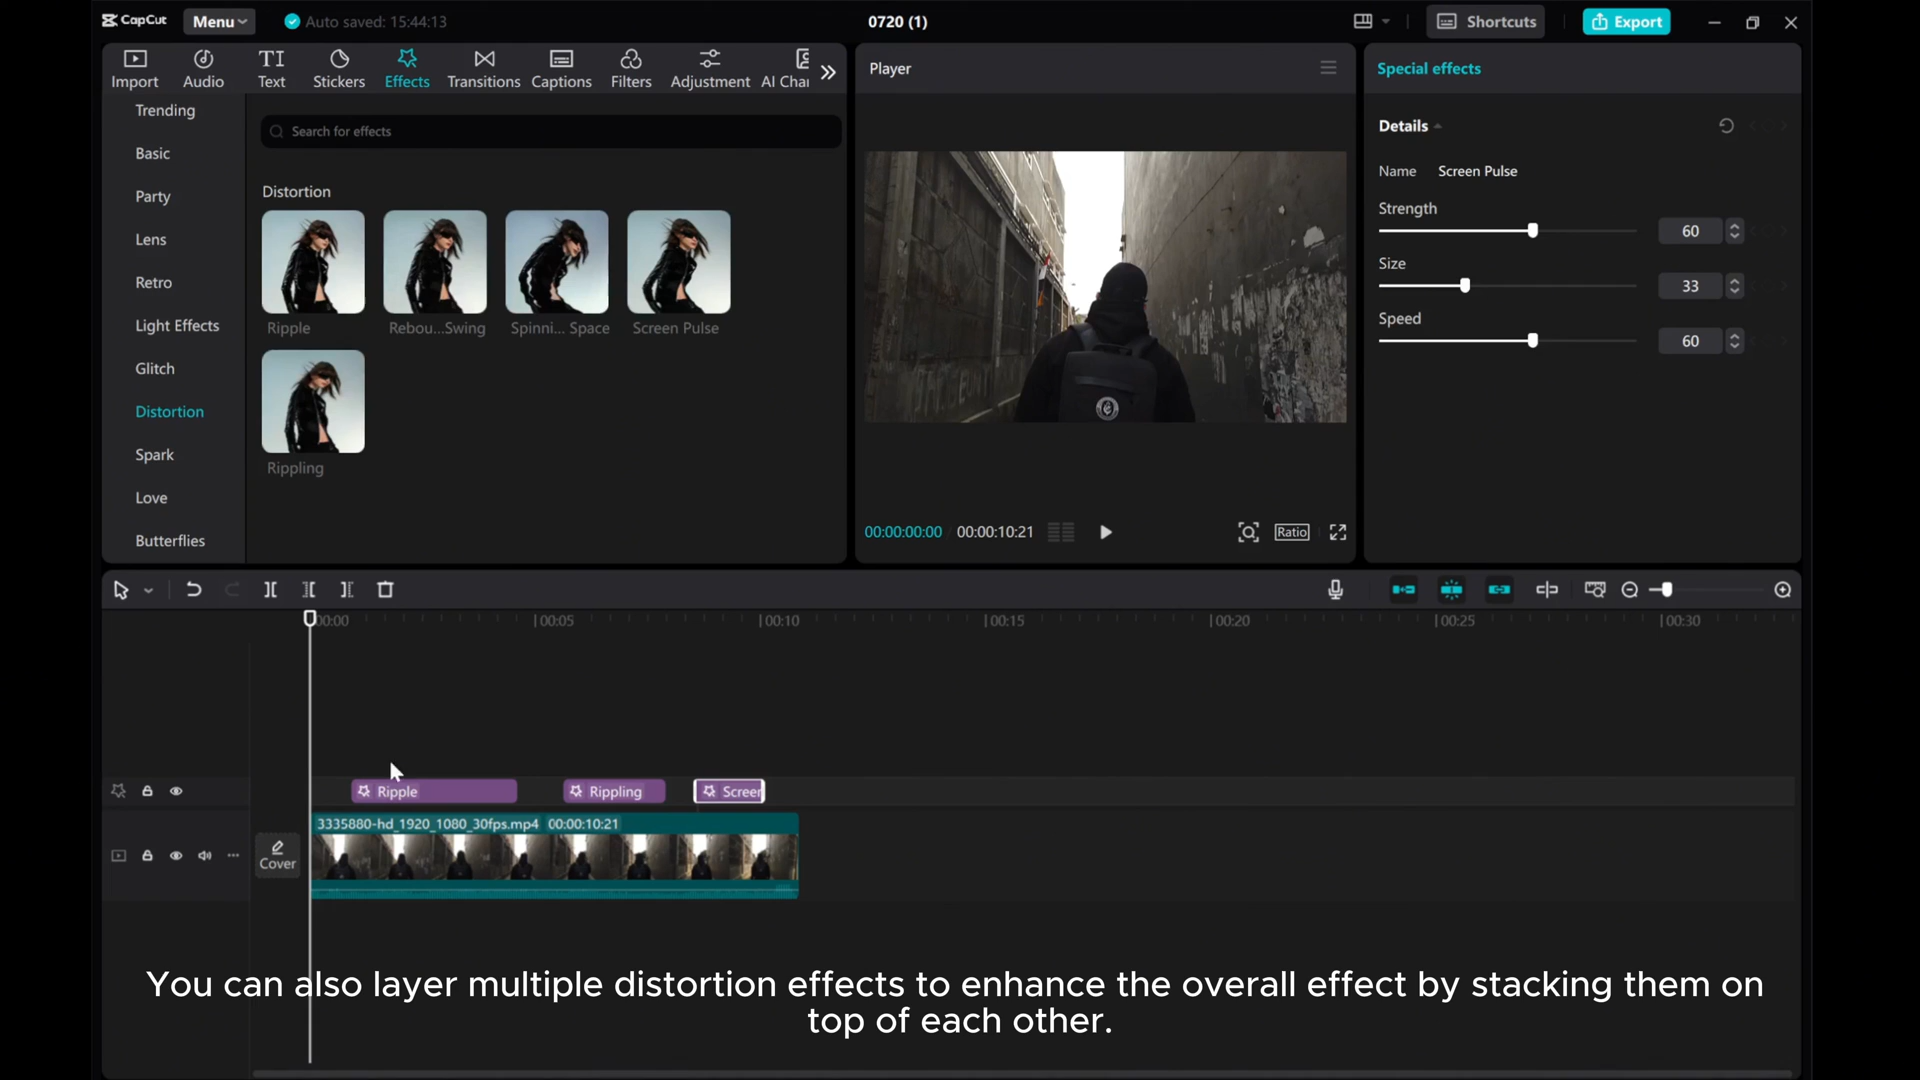 CapCut
Menu
Auto saved: 15:44:13
0720 (1)
Shortcuts
Export
Import
Audio
TI
Text
Stickers
Effects
Transitions
Captions
Filters
Adjustment
AI Char
Player
Special effects
Trending
Basic
Party
Lens
Retro
Light Effects
Glitch
Distortion
Spark
Love
Butterflies
Search for effects
Distortion
Ripple
Rebou...Swing
Spinni... Space
Screen Pulse
Rippling
00:00:00:00
00:00:10:21
Ratio
Details
Name Screen Pulse
Strength
60
Size
33
Speed
60
00:00
00:05
00:10
00:15
00:20
00:25
00:30
Ripple
Rippling
Screen
3335880-hd_1920_1080_30fps.mp4 00:00:10:21
Cover
You can also layer multiple distortion effects to enhance the overall effect by stacking them on
top of each other.